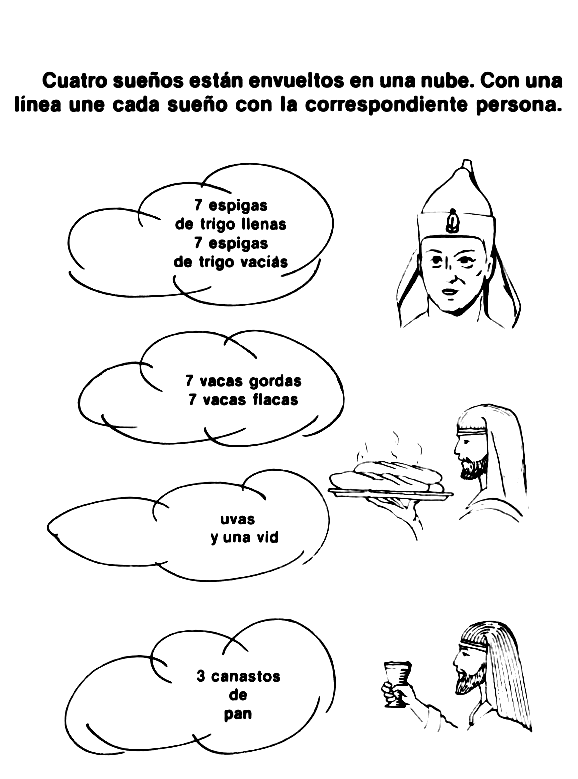 Cuatro sueños están envueltos en una nube. Con una
línea une cada sueño con la correspondiente persona.
7 espigas
de trigo llenas
7 espigas
de trigo vaciás
7 vacas gordas
7 vacas flacas
uvas
y una vid
3 canastos
de
pan